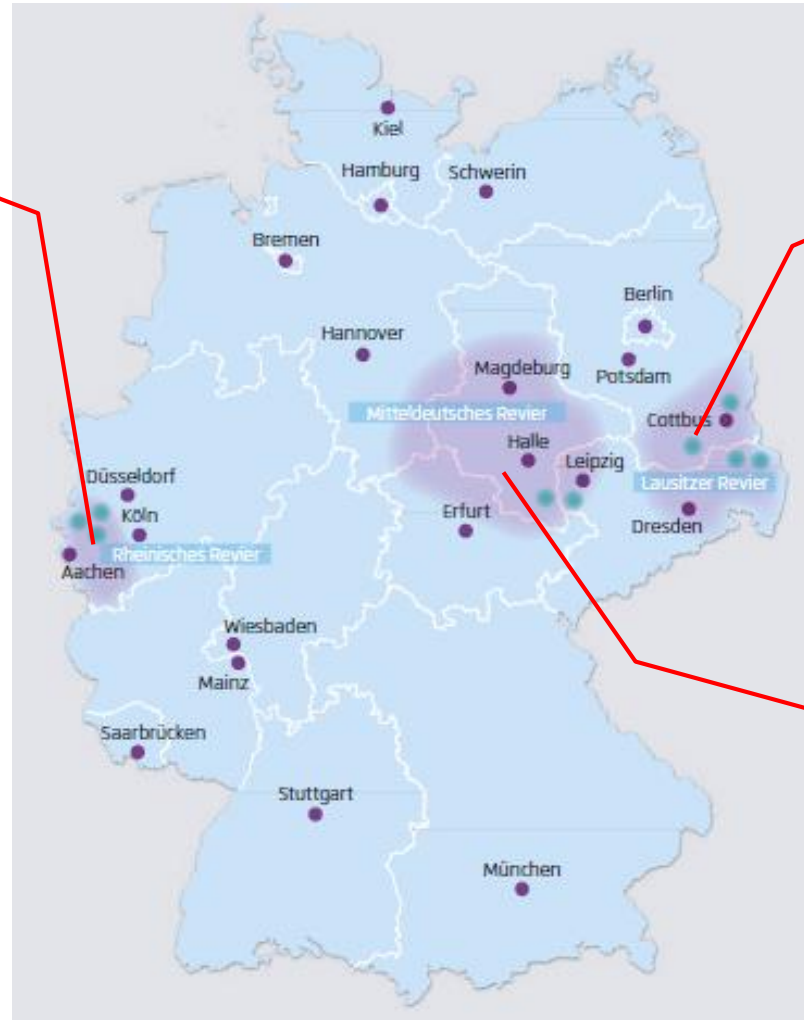 Kiel
Hamburg
Schwerin
Bremen
Berlin
Hannover
Potsdam
Magdeburg
Mitteldeutsches Revier
Cottbus
Halle
Leipzig
Düsseldorf
Lausitzer Revier
Köln
Erfurt
Dresden
Rheinisches Revier
Aachen
Wiesbaden
Mainz
Saarbrücken
Stuttgart
München